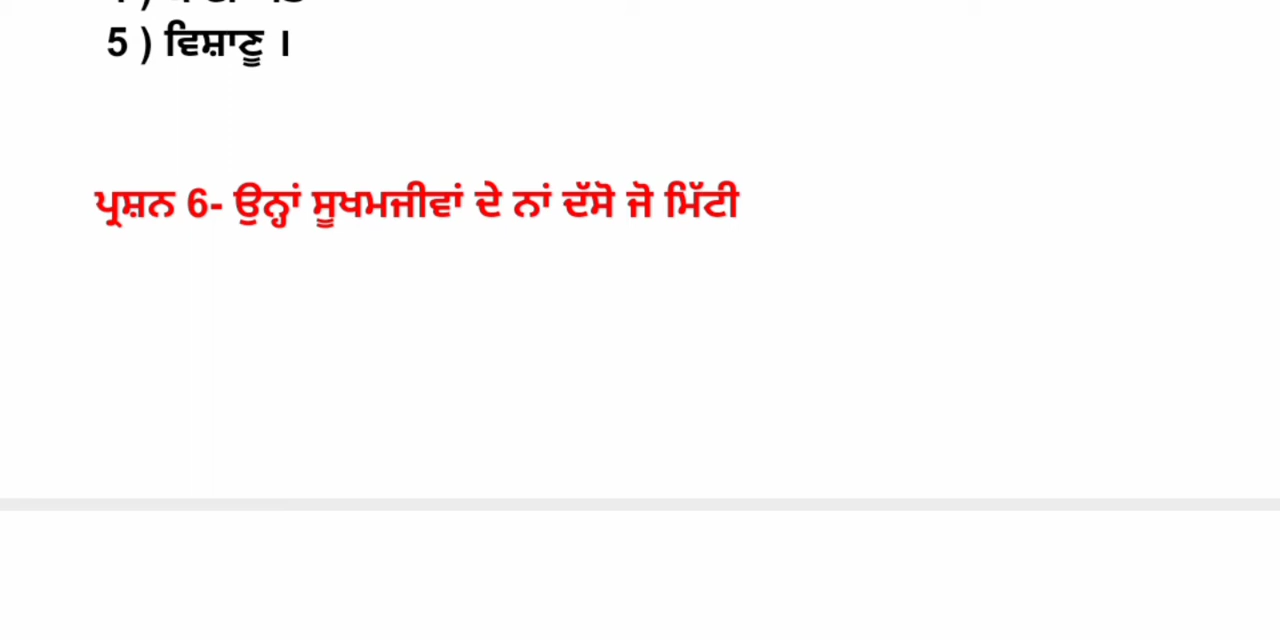 5 ) ਵਿਸ਼ਾਣੂ ।
ਪ੍ਰਸ਼ਨ 6- ਉਨ੍ਹਾਂ ਸੂਖਮਜੀਵਾਂ ਦੇ ਨਾਂ ਦੱਸੋ ਜੋ ਮਿੱਟੀ